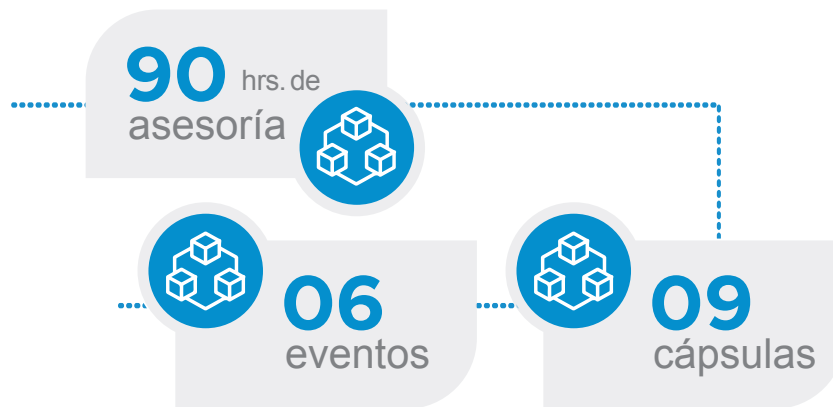 90 hrs. de
asesoría
06
eventos
09
cápsulas